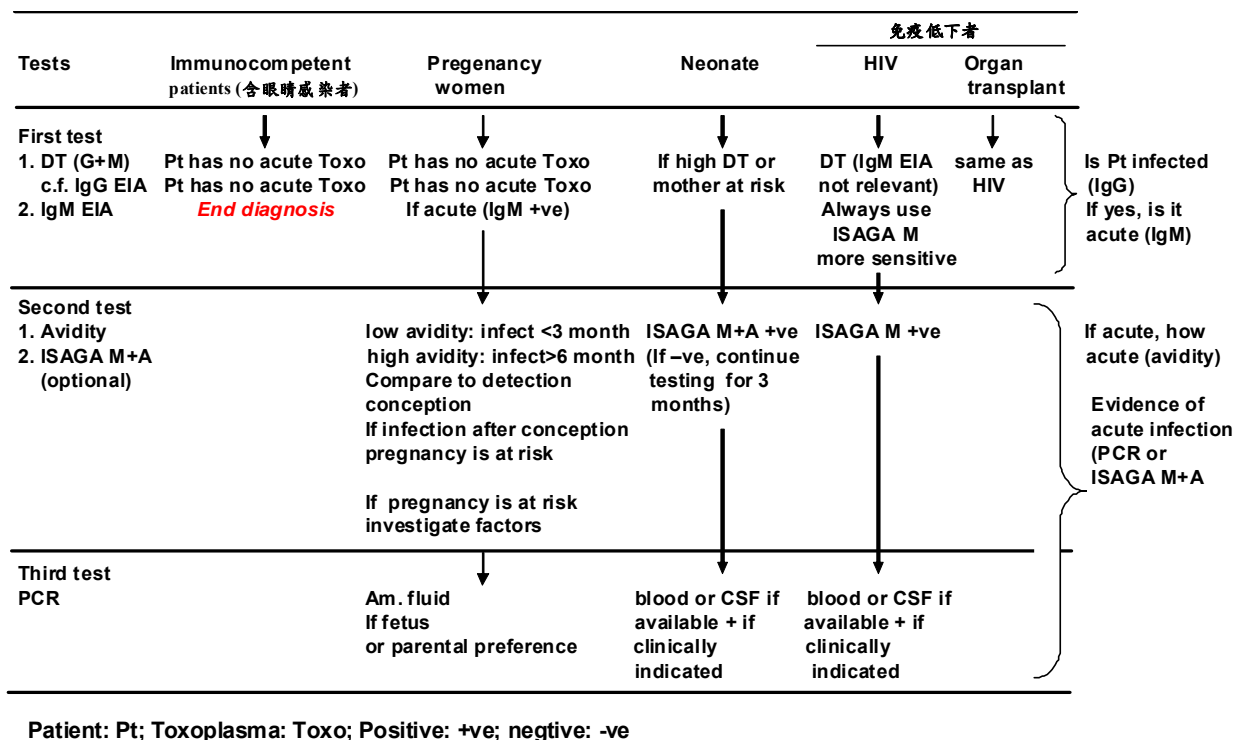 免疫低下者
Tests
Immunocompetent
patients (含眼睛感染者)
Pregenancy
women
Neonate
HIV
Organ
transplant
First test
1. DT (G+M)
c.f. IgG EIA
2. IgM EIA
Pt has no acute Toxo
Pt has no acute Toxo
End diagnosis
Pt has no acute Toxo
Pt has no acute Toxo
If acute (IgM +ve)
If high DT or
mother at risk
DT (IgM EIA
not relevant)
Always use
ISAGA M
more sensitive
same as
HIV
Is Pt infected
(IgG)
If yes, is it
acute (IgM)
Second test
1. Avidity
2. ISAGA M+A
(optional)
low avidity: infect <3 month
high avidity: infect>6 month
Compare to detection
conception
If infection after conception
pregnancy is at risk
If pregnancy is at risk
investigate factors
ISAGA M+A +ve
(If –ve, continue
testing for 3
months)
ISAGA M +ve
If acute, how
acute (avidity)
Evidence of
acute infection
(PCR or
ISAGA M+A
Third test
PCR
Am. fluid
If fetus
or parental preference
blood or CSF if
available + if
clinically
indicated
blood or CSF if
available + if
clinically
indicated
Patient: Pt; Toxoplasma: Toxo; Positive: +ve; negtive: -ve